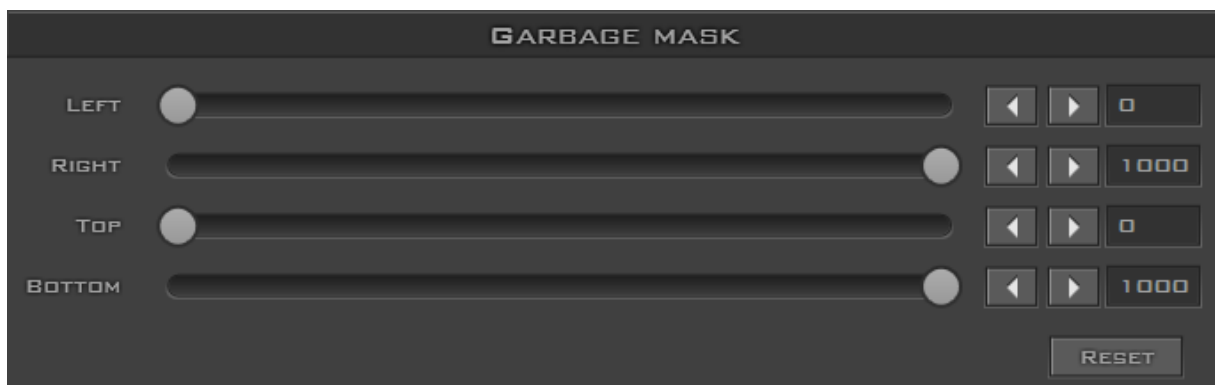 Garbage mask
Left 0
Right 1000
Top 0
Bottom 1000
Reset